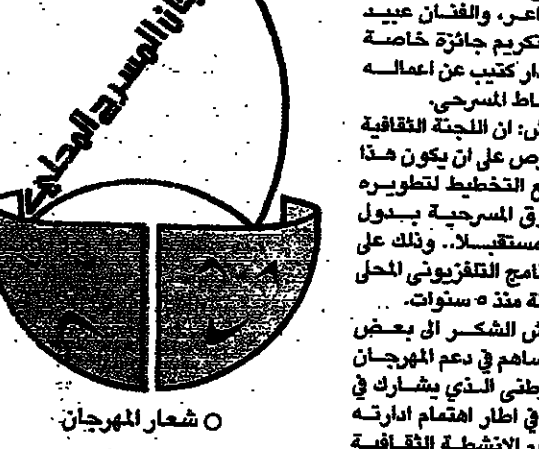 المسرح المحلي
شعار المهرجان
اعر، والفنان عبيد
تكريم جائزة خاصة
دار كتيب عن اعماله
اط المسرحي.
ش: ان اللجنة الثقافية
رص على ان يكون هذا
ع التخطيط لتطويره
رق المسرحية بدول
مستقبلا.. وذلك على
نامج التلفزيوني المحلي
ة منذ ٥ سنوات.
ش الشكر الى بعض
ساهم في دعم المهرجان
وطني الذي يشارك في
في اطار اهتمام ادارته
الانشطة الثقافية